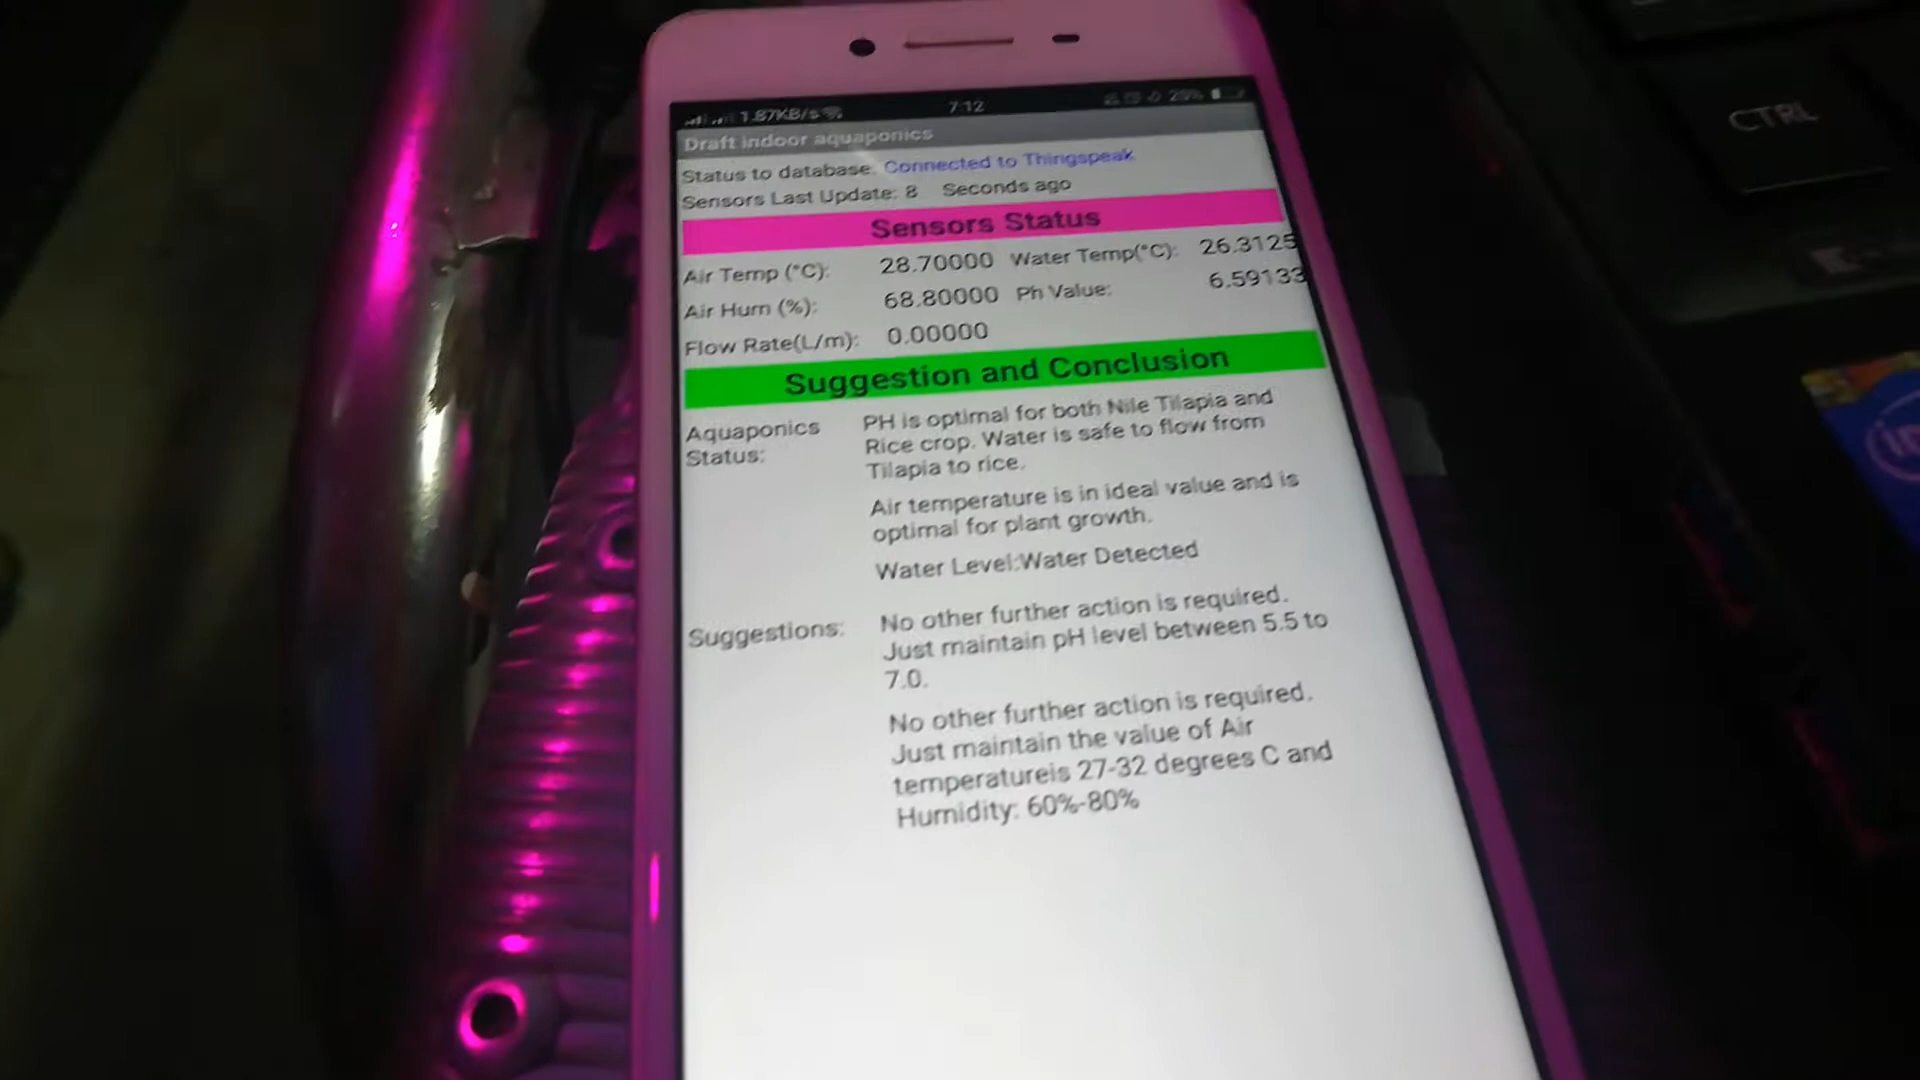 1.87KB/s 7:12 25%
Draft indoor aquaponics
Status to database: Connected to Thingspeak
Sensors Last Update: 8 Seconds ago
Sensors Status
Air Temp (°C): 28.70000 Water Temp(°C): 26.3125
Air Hum (%): 68.80000 Ph Value: 6.59133
Flow Rate(L/m): 0.00000
Suggestion and Conclusion
Aquaponics Status:
PH is optimal for both Nile Tilapia and
Rice crop. Water is safe to flow from
Tilapia to rice.
Air temperature is in ideal value and is
optimal for plant growth.
Water Level:Water Detected
Suggestions:
No other further action is required.
Just maintain pH level between 5.5 to
7.0.
No other further action is required.
Just maintain the value of Air
temperatureis 27-32 degrees C and
Humidity: 60%-80%
CTRL